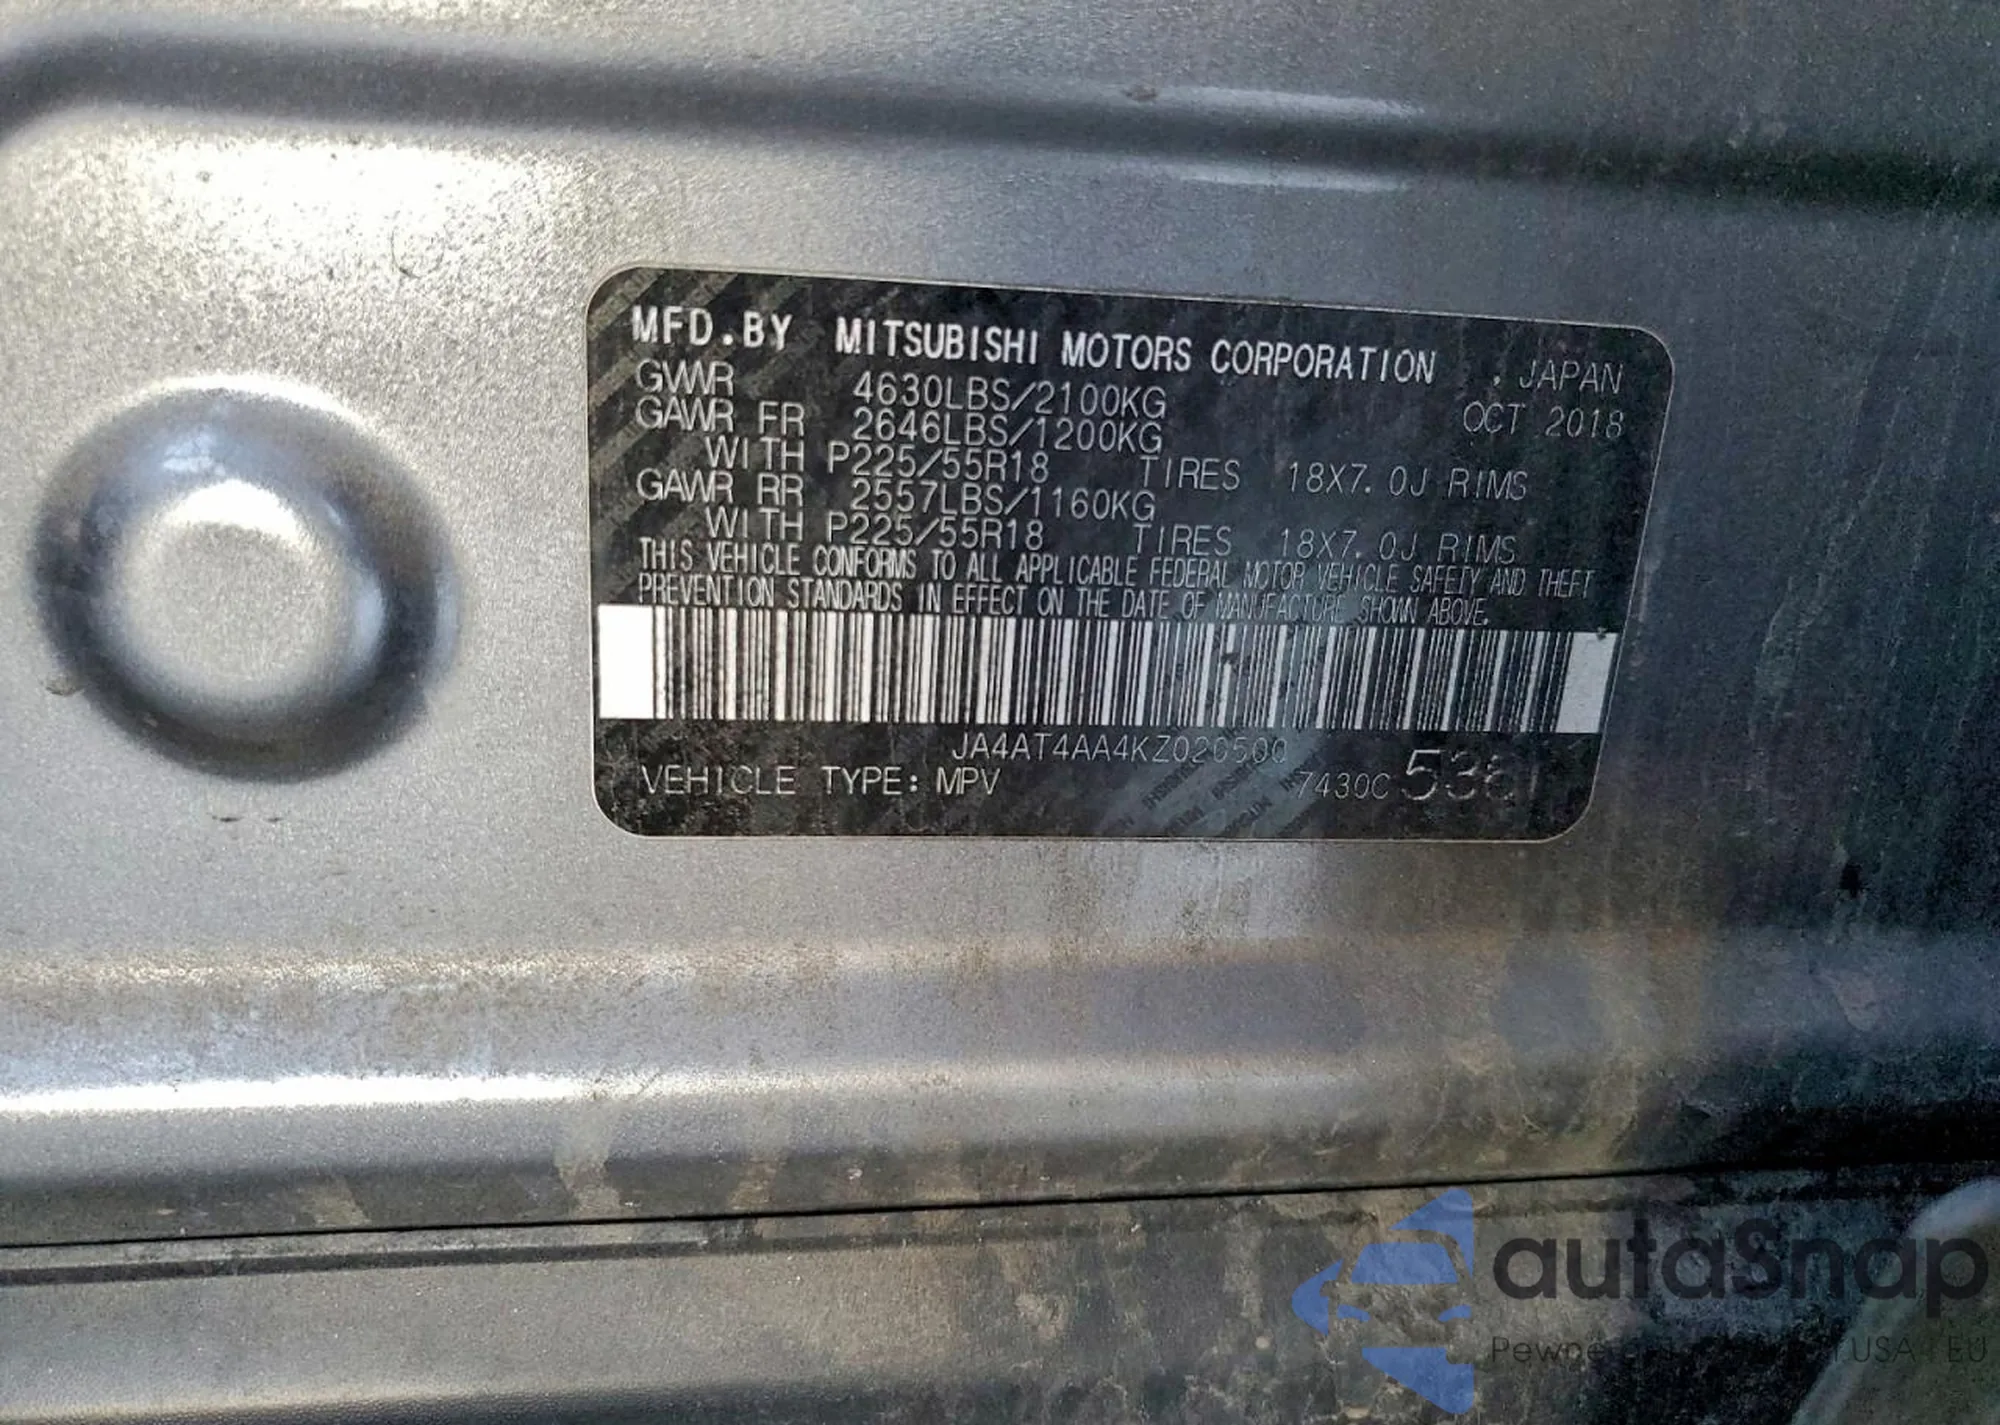 MFD.BY MITSUBISHI MOTORS CORPORATION . JAPAN
GVWR 4630LBS/2100KG OCT 2018
GAWR FR 2646LBS/1200KG
WITH P225/55R18 TIRES 18X7.0J RIMS
GAWR RR 2557LBS/1160KG
WITH P225/55R18 TIRES 18X7.0J RIMS
THIS VEHICLE CONFORMS TO ALL APPLICABLE FEDERAL MOTOR VEHICLE SAFETY AND THEFT
PREVENTION STANDARDS IN EFFECT ON THE DATE OF MANUFACTURE SHOWN ABOVE.
JA4AT4AA4KZ020500
VEHICLE TYPE: MPV 7430C
autasnap
USA
EU